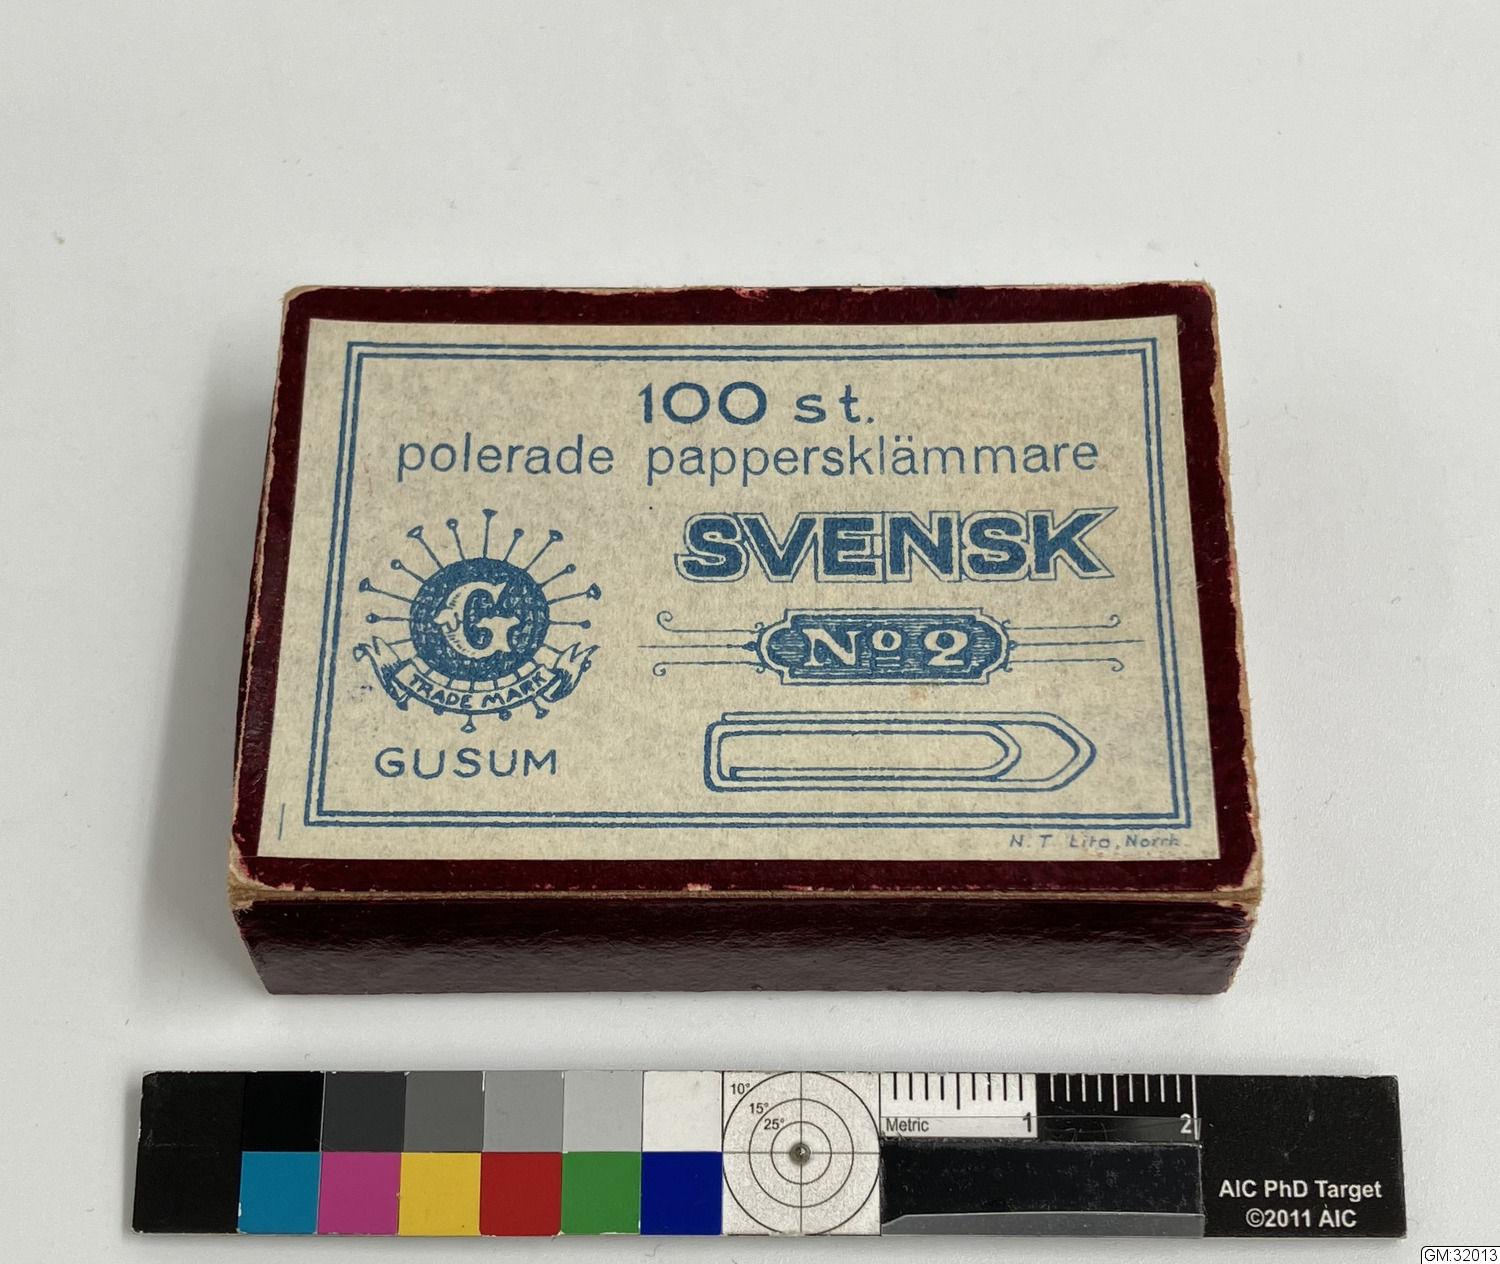 100 st.
polerade pappersklämmare
SVENSK
G
TRADE MARK
No 2
GUSUM
N. T. Lito, Norrk
10°
15°
25°
Metric
1
2
AIC PhD Target
©2011 AIC
GM:32013